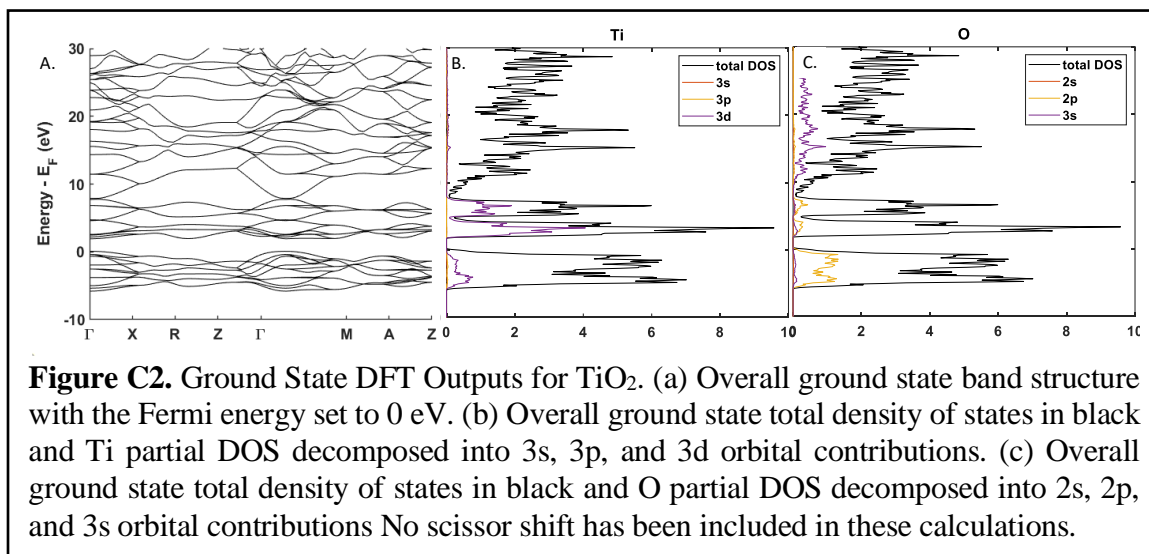 Ti
O
A.
B.
C.
30
20
10
0
-10
Energy - E_F (eV)
Γ X R Z Γ M A Z
total DOS
3s
3p
3d
0 2 4 6 8 10
total DOS
2s
2p
3s
0 2 4 6 8 10
Figure C2. Ground State DFT Outputs for TiO₂. (a) Overall ground state band structure
with the Fermi energy set to 0 eV. (b) Overall ground state total density of states in black
and Ti partial DOS decomposed into 3s, 3p, and 3d orbital contributions. (c) Overall
ground state total density of states in black and O partial DOS decomposed into 2s, 2p,
and 3s orbital contributions No scissor shift has been included in these calculations.